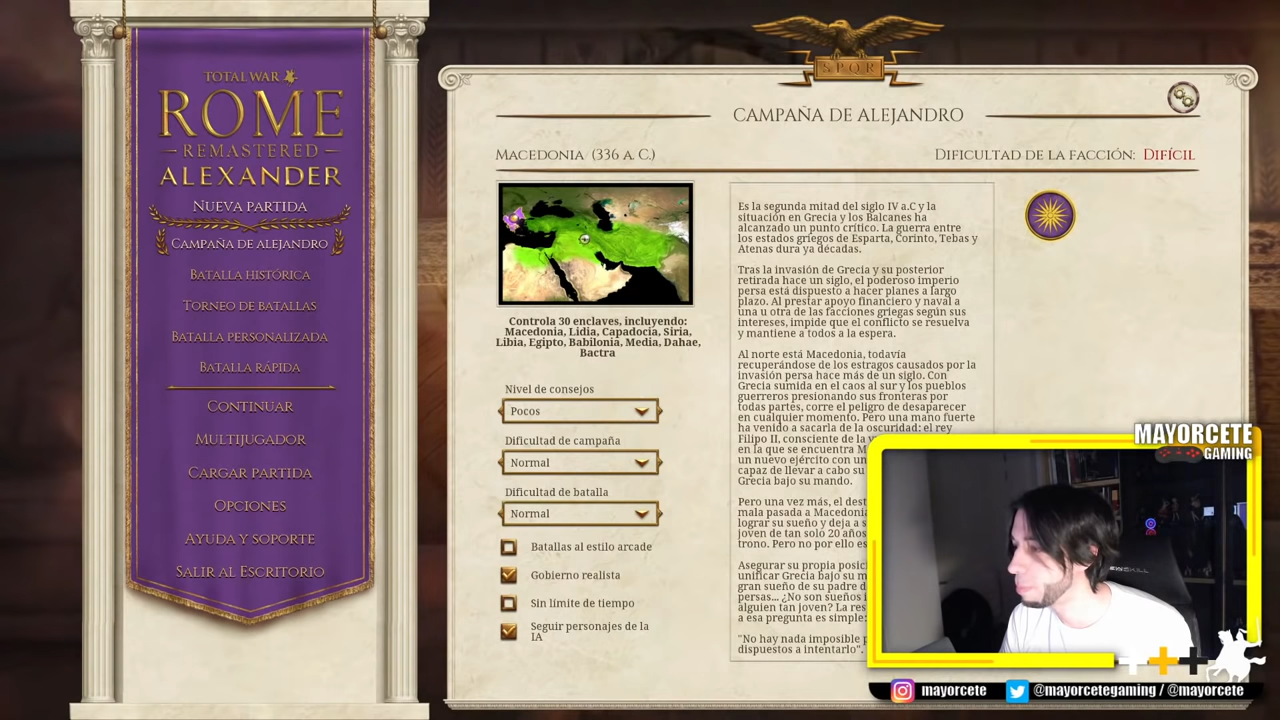 TOTAL WAR
ROME
REMASTERED
ALEXANDER
NUEVA PARTIDA
CAMPAÑA DE ALEJANDRO
BATALLA HISTÓRICA
TORNEO DE BATALLAS
BATALLA PERSONALIZADA
BATALLA RÁPIDA
CONTINUAR
MULTIJUGADOR
CARGAR PARTIDA
OPCIONES
AYUDA Y SOPORTE
SALIR AL ESCRITORIO
SPQR
CAMPAÑA DE ALEJANDRO
MACEDONIA (336 A. C.)
DIFICULTAD DE LA FACCIÓN: DIFÍCIL
Controla 30 enclaves, incluyendo:
Macedonia, Lidia, Capadocia, Siria,
Libia, Egipto, Babilonia, Media, Dahae,
Bactra
Nivel de consejos
Pocos
Dificultad de campaña
Normal
Dificultad de batalla
Normal
Batallas al estilo arcade
Gobierno realista
Sin límite de tiempo
Seguir personajes de la
IA
Es la segunda mitad del siglo IV a.C y la
situación en Grecia y los Balcanes ha
alcanzado un punto crítico. La guerra entre
los estados griegos de Esparta, Corinto, Tebas y
Atenas dura ya décadas.
Tras la invasión de Grecia y su posterior
retirada hace un siglo, el poderoso imperio
persa está dispuesto a hacer planes a largo
plazo. Al prestar apoyo financiero y naval a
una u otra de las facciones griegas según sus
intereses, impide que el conflicto se resuelva
y mantiene a todos a la espera.
Al norte está Macedonia, todavía
recuperándose de los estragos causados por la
invasión persa hace más de un siglo. Con
Grecia sumida en el caos al sur y los pueblos
guerreros presionando sus fronteras por
todas partes, corre el peligro de desaparecer
en cualquier momento. Pero una mano fuerte
ha venido a sacarla de la oscuridad: el rey
Filipo II, consciente de la
en la que se encuentra M
un nuevo ejército con un
capaz de llevar a cabo su
Grecia bajo su mando.
Pero una vez más, el dest
mala pasada a Macedonia
lograr su sueño y deja a s
joven de tan solo 20 años
trono. Pero no por ello es
Asegurar su propia posic
unificar Grecia bajo su m
gran sueño de su padre d
persas... ¿No son sueños
alguien tan joven? La res
a esa pregunta es simple:
"No hay nada imposible p
dispuestos a intentarlo".
MAYORCETE
GAMING
mayorcete
@mayorcetegaming / @mayorcete